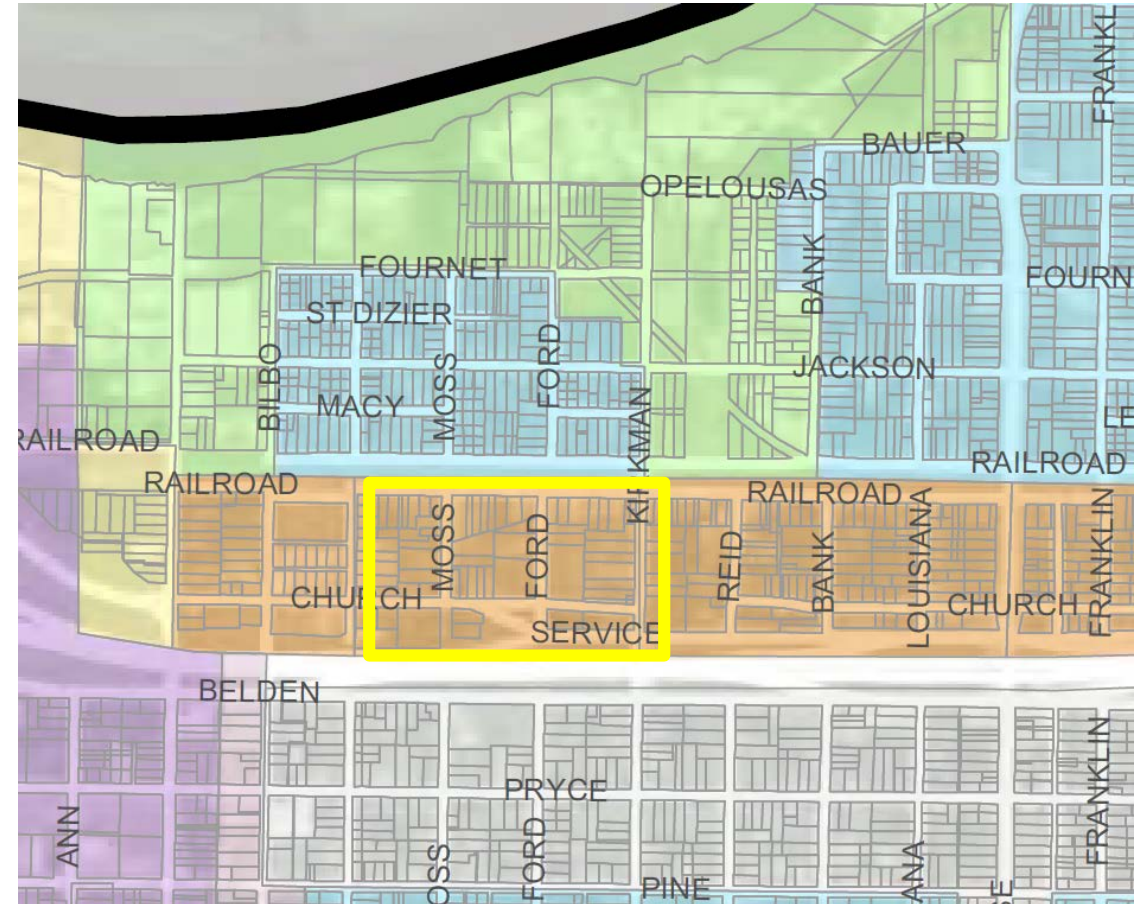 FRANKL
BAUER
OPELOUSAS
BANK
FOURNET
FOURN
ST DIZIER
FORD
BILBO
MOSS
JACKSON
MACY
KIRKMAN
LE
RAILROAD
RAILROAD
RAILROAD
RAILROAD
MOSS
FORD
REID
BANK
LOUISIANA
FRANKLIN
CHURCH
CHURCH
SERVICE
BELDEN
PRYCE
ANN
OSS
FORD
ANA
FRANKLIN
PINE